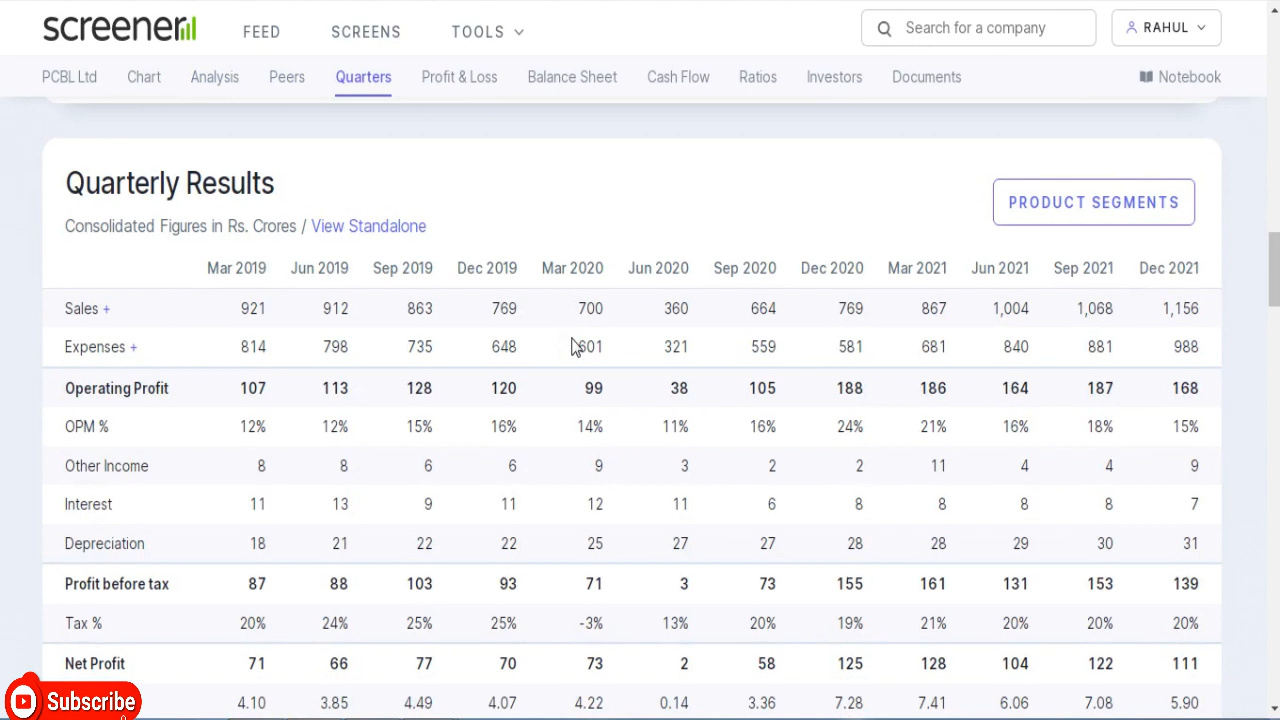 screener FEED SCREENS TOOLS Search for a company RAHUL
PCBL Ltd Chart Analysis Peers Quarters Profit & Loss Balance Sheet Cash Flow Ratios Investors Documents Notebook
Quarterly Results
PRODUCT SEGMENTS
Consolidated Figures in Rs. Crores / View Standalone
Mar 2019 Jun 2019 Sep 2019 Dec 2019 Mar 2020 Jun 2020 Sep 2020 Dec 2020 Mar 2021 Jun 2021 Sep 2021 Dec 2021
Sales + 921 912 863 769 700 360 664 769 867 1,004 1,068 1,156
Expenses + 814 798 735 648 601 321 559 581 681 840 881 988
Operating Profit 107 113 128 120 99 38 105 188 186 164 187 168
OPM % 12% 12% 15% 16% 14% 11% 16% 24% 21% 16% 18% 15%
Other Income 8 8 6 6 9 3 2 2 11 4 4 9
Interest 11 13 9 11 12 11 6 8 8 8 8 7
Depreciation 18 21 22 22 25 27 27 28 28 29 30 31
Profit before tax 87 88 103 93 71 3 73 155 161 131 153 139
Tax % 20% 24% 25% 25% -3% 13% 20% 19% 21% 20% 20% 20%
Net Profit 71 66 77 70 73 2 58 125 128 104 122 111
Subscribe 4.10 3.85 4.49 4.07 4.22 0.14 3.36 7.28 7.41 6.06 7.08 5.90